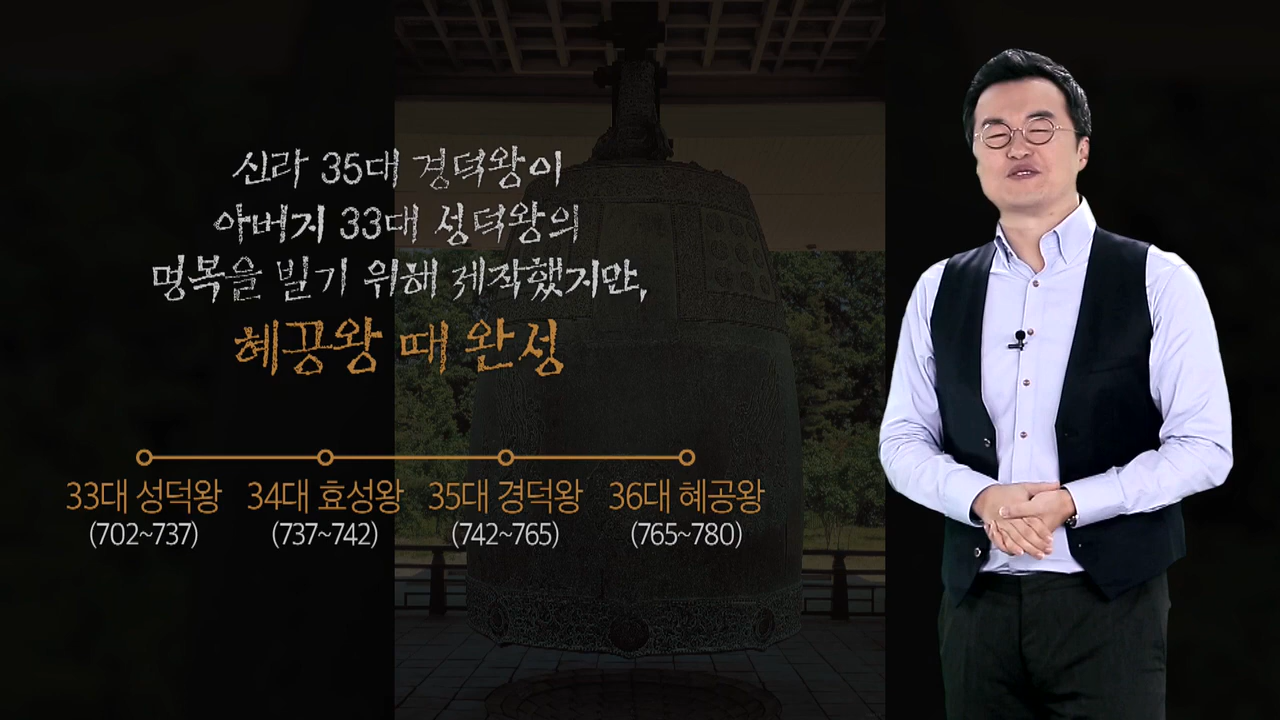 신라 35대 경덕왕이
아버지 33대 성덕왕의
명복을 빌기 위해 제작했지만,
혜공왕 때 완성
33대 성덕왕 34대 효성왕 35대 경덕왕 36대 혜공왕
(702~737) (737~742) (742~765) (765~780)